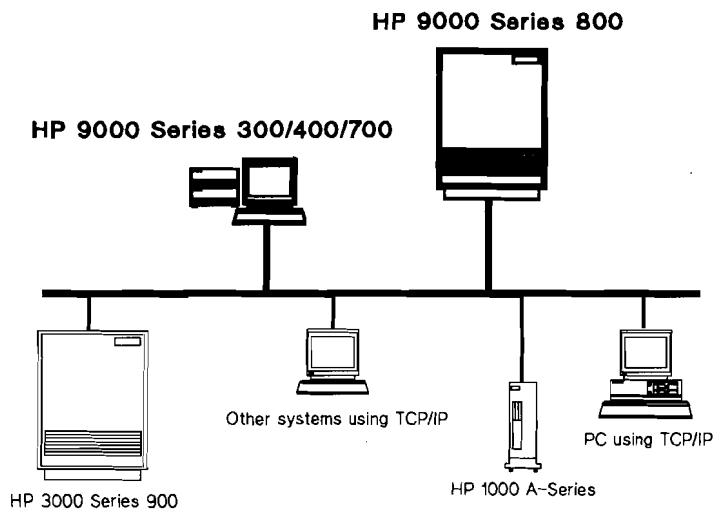 HP 9000 Series 800
HP 9000 Series 300/400/700
Other systems using TCP/IP
PC using TCP/IP
HP 1000 A-Series
HP 3000 Series 900